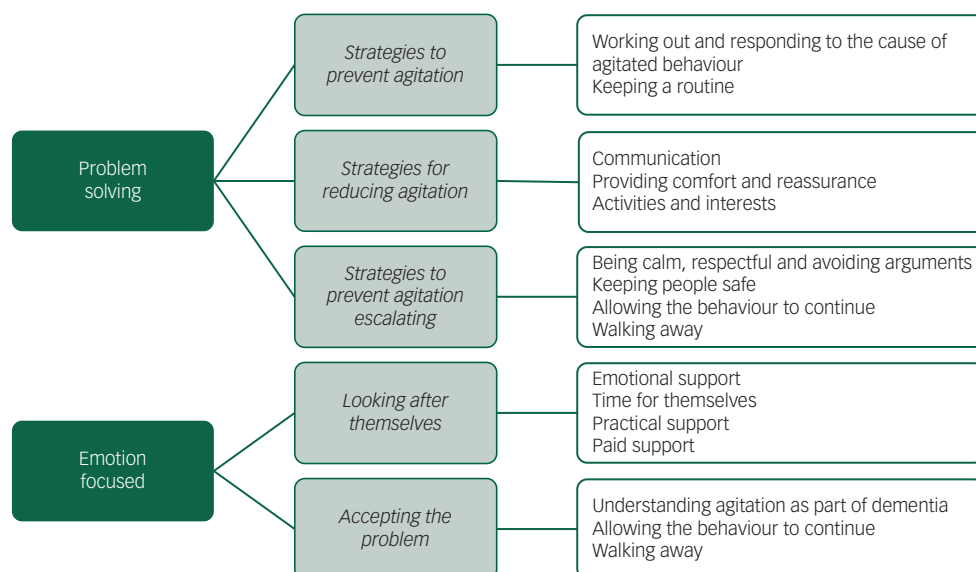 Problem
solving
Strategies to
prevent agitation
Working out and responding to the cause of
agitated behaviour
Keeping a routine
Strategies for
reducing agitation
Communication
Providing comfort and reassurance
Activities and interests
Strategies to
prevent agitation
escalating
Being calm, respectful and avoiding arguments
Keeping people safe
Allowing the behaviour to continue
Walking away
Emotion
focused
Looking after
themselves
Emotional support
Time for themselves
Practical support
Paid support
Accepting the
problem
Understanding agitation as part of dementia
Allowing the behaviour to continue
Walking away